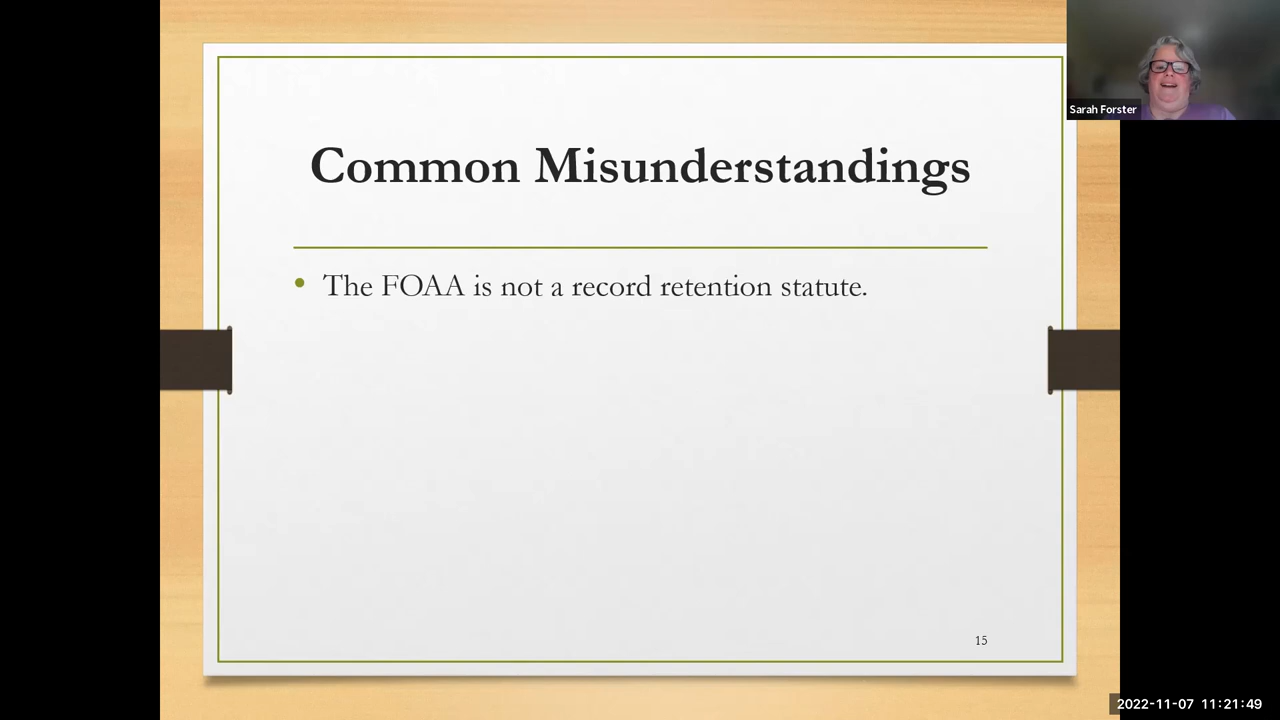 Common Misunderstandings
• The FOAA is not a record retention statute.
15
Sarah Forster
2022-11-07 11:21:49